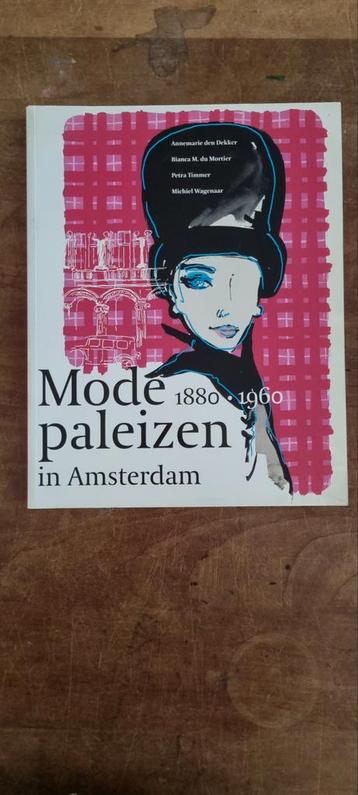 Annemarie den Dekker
Bianca M. du Mortier
Petra Timmer
Michiel Wagenaar
Mode 1880 • 1960
paleizen
in Amsterdam